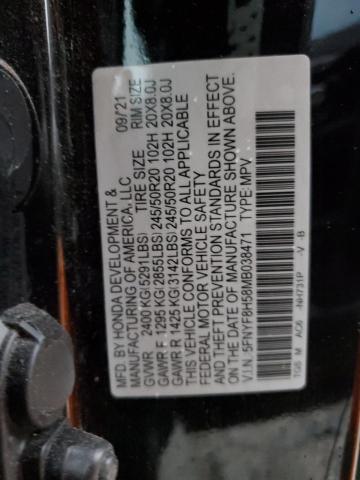 MFD BY HONDA DEVELOPMENT & 09/21
MANUFACTURING OF AMERICA, LLC
TIRE SIZE RIM SIZE
GVWR 2400 KG(5291LBS)
GAWR F 1295 KG(2855LBS)245/50R20 102H 20X8.0J
GAWR R 1425 KG(3142LBS)245/50R20 102H 20X8.0J
THIS VEHICLE CONFORMS TO ALL APPLICABLE
FEDERAL MOTOR VEHICLE SAFETY
& THEFT PREVENTION STANDARDS IN EFFECT
ON THE DATE OF MANUFACTURE SHOWN ABOVE.
V.I.N. 5FNYF8H58MB038471 TYPE:MPV
TGS M AC6 -NH731P -V -B